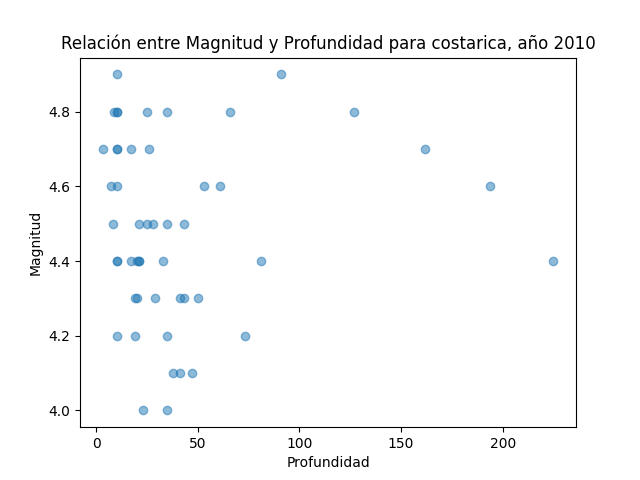 Relación entre Magnitud y Profundidad para costarica, año 2010
4.8
4.6
4.4
4.2
4.0
Magnitud
0 50 100 150 200
Profundidad